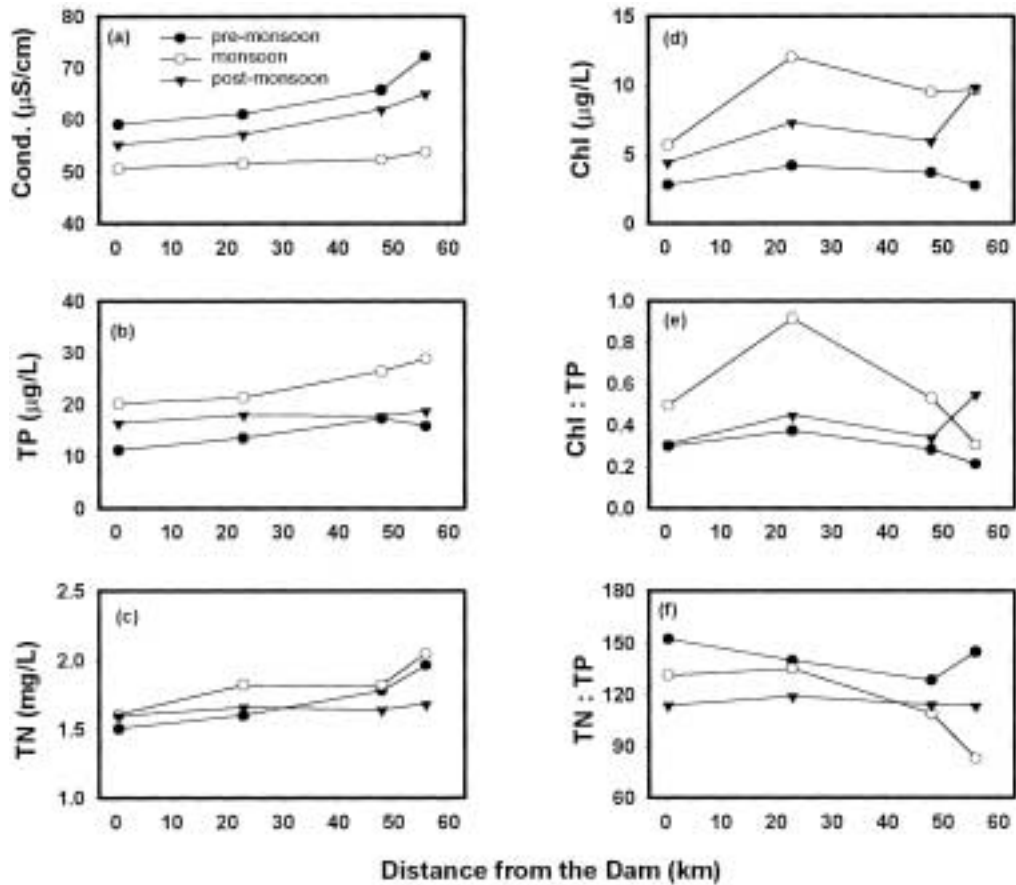 (a)
pre-monsoon
monsoon
post-monsoon
Cond. (µS/cm)
80
70
60
50
40
0 10 20 30 40 50 60
(b)
TP (µg/L)
40
30
20
10
0
0 10 20 30 40 50 60
(c)
TN (mg/L)
2.5
2.0
1.5
1.0
0 10 20 30 40 50 60
(d)
Chl (µg/L)
15
10
5
0
0 10 20 30 40 50 60
(e)
Chl : TP
1.0
0.8
0.6
0.4
0.2
0.0
0 10 20 30 40 50 60
(f)
TN : TP
180
150
120
90
60
0 10 20 30 40 50 60
Distance from the Dam (km)